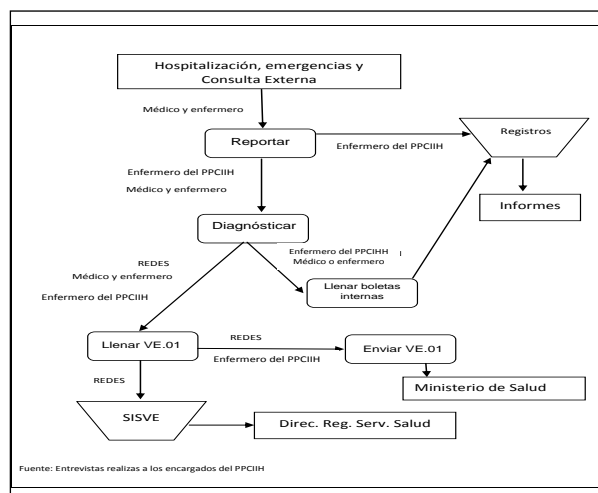 Hospitalización, emergencias y
Consulta Externa
Médico y enfermero
Reportar
Enfermero del PPCIIH
Registros
Enfermero del PPCIIH
Médico y enfermero
Informes
Diagnósticar
Enfermero del PPCIHH
Médico o enfermero
REDES
Médico y enfermero
Enfermero del PPCIIH
Llenar boletas
internas
Llenar VE.01
REDES
Enfermero del PPCIIH
Enviar VE.01
REDES
Ministerio de Salud
SISVE
Direc. Reg. Serv. Salud
Fuente: Entrevistas realizas a los encargados del PPCIIH